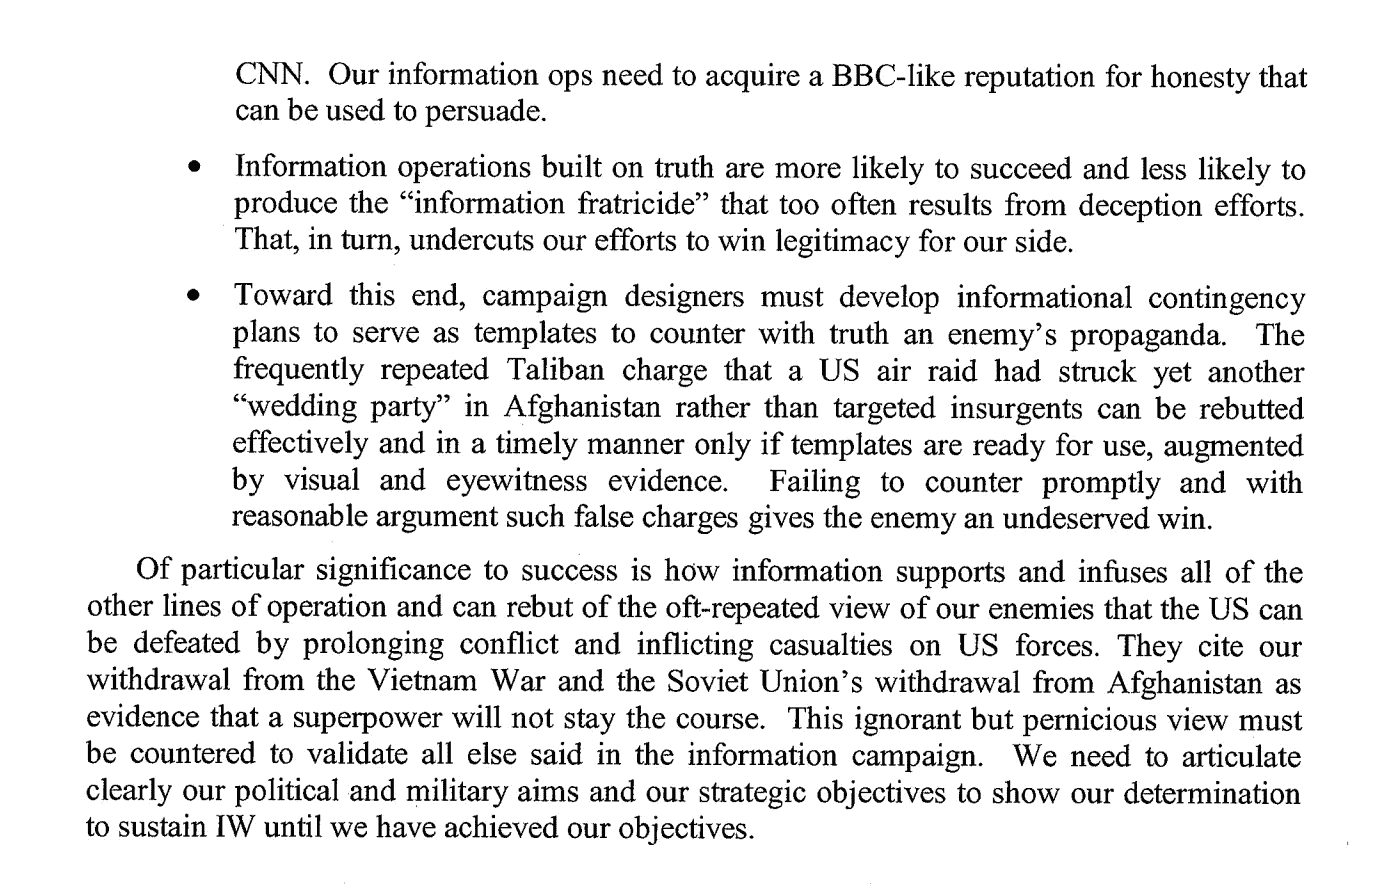 CNN. Our information ops need to acquire a BBC-like reputation for honesty that
can be used to persuade.
• Information operations built on truth are more likely to succeed and less likely to
produce the “information fratricide” that too often results from deception efforts.
That, in turn, undercuts our efforts to win legitimacy for our side.
• Toward this end, campaign designers must develop informational contingency
plans to serve as templates to counter with truth an enemy’s propaganda. The
frequently repeated Taliban charge that a US air raid had struck yet another
“wedding party” in Afghanistan rather than targeted insurgents can be rebutted
effectively and in a timely manner only if templates are ready for use, augmented
by visual and eyewitness evidence. Failing to counter promptly and with
reasonable argument such false charges gives the enemy an undeserved win.
Of particular significance to success is how information supports and infuses all of the
other lines of operation and can rebut of the oft-repeated view of our enemies that the US can
be defeated by prolonging conflict and inflicting casualties on US forces. They cite our
withdrawal from the Vietnam War and the Soviet Union’s withdrawal from Afghanistan as
evidence that a superpower will not stay the course. This ignorant but pernicious view must
be countered to validate all else said in the information campaign. We need to articulate
clearly our political and military aims and our strategic objectives to show our determination
to sustain IW until we have achieved our objectives.